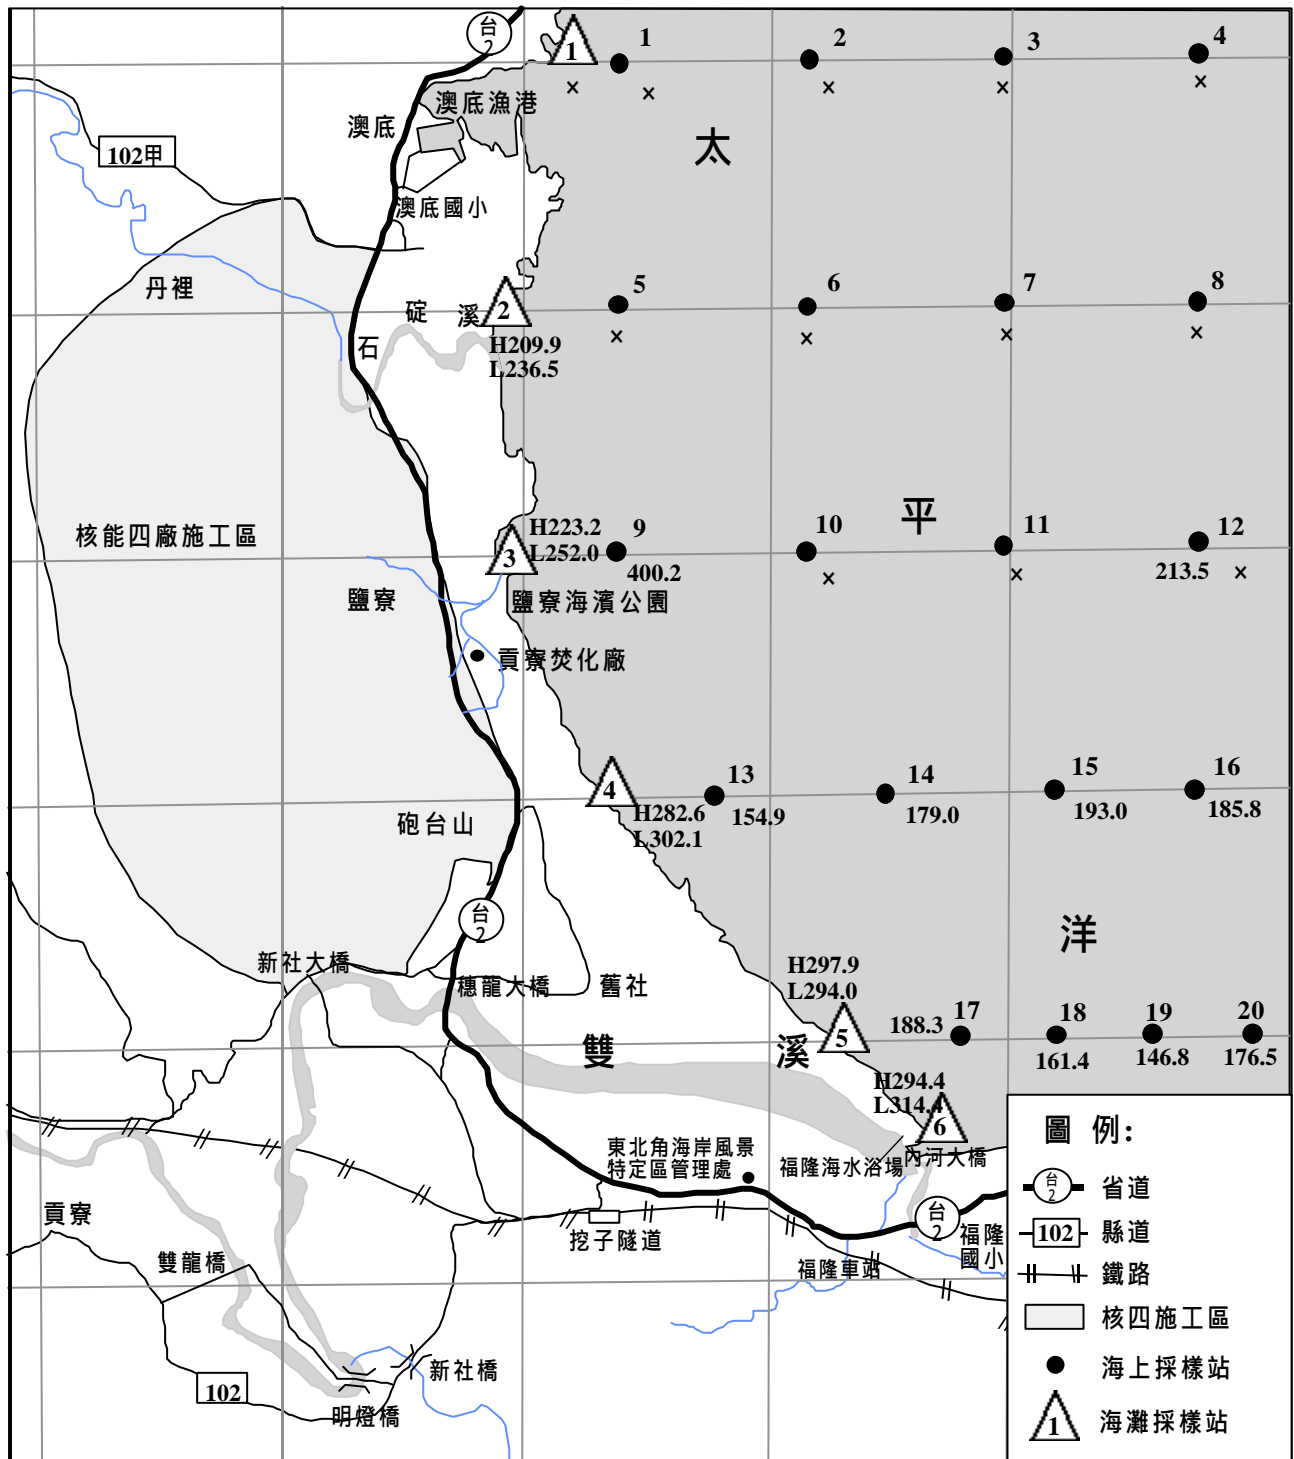 台
2
1
1
2
3
4
×
×
×
×
×
澳底漁港
澳底
太
102甲
澳底國小
丹裡
碇
溪
石
2
5
6
7
8
×
×
×
×
H209.9
L236.5
平
核能四廠施工區
H223.2
L252.0
3
9
10
11
12
400.2
×
×
213.5
×
鹽寮
鹽寮海濱公園
貢寮焚化廠
4
13
14
15
16
H282.6
L302.1
154.9
179.0
193.0
185.8
砲台山
台
2
洋
新社大橋
穗龍大橋
舊社
H297.9
L294.0
雙
溪
5
188.3
17
18
19
20
161.4
146.8
176.5
H294.4
L314.4
6
東北角海岸風景
特定區管理處
福隆海水浴場
內河大橋
貢寮
雙龍橋
挖子隧道
福隆車站
台
2
福隆
國小
102
新社橋
明燈橋
圖 例:
台
2
省道
102
縣道
鐵路
核四施工區
海上採樣站
1
海灘採樣站